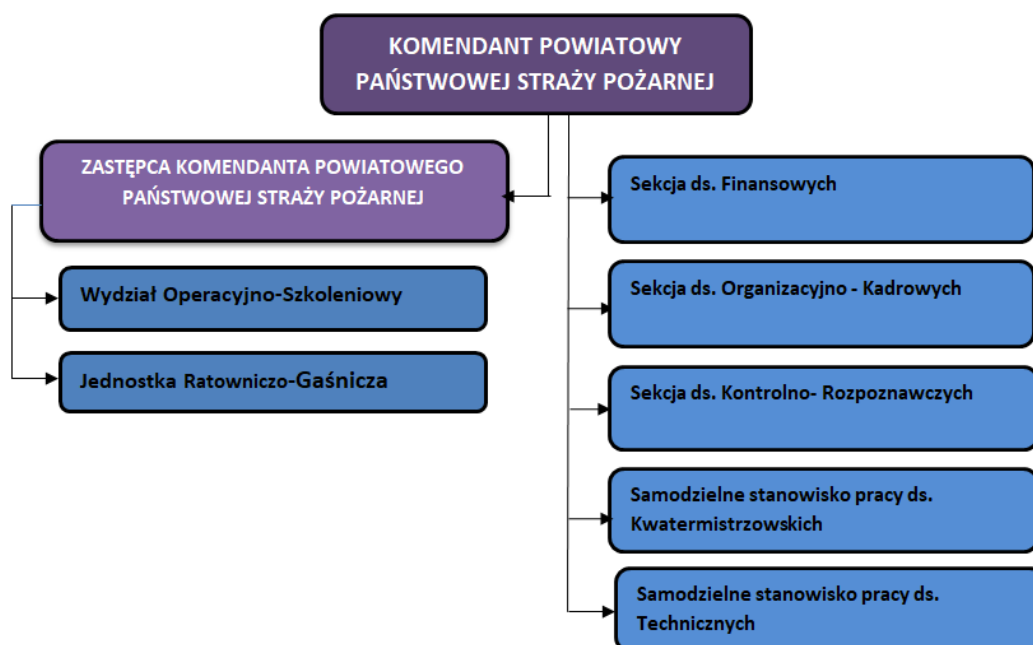 KOMENDANT POWIATOWY
PAŃSTWOWEJ STRAŻY POŻARNEJ
ZASTĘPCA KOMENDANTA POWIATOWEGO
PAŃSTWOWEJ STRAŻY POŻARNEJ
Wydział Operacyjno-Szkoleniowy
Jednostka Ratowniczo-Gaśnicza
Sekcja ds. Finansowych
Sekcja ds. Organizacyjno - Kadrowych
Sekcja ds. Kontrolno- Rozpoznawczych
Samodzielne stanowisko pracy ds.
Kwatermistrzowskich
Samodzielne stanowisko pracy ds.
Technicznych